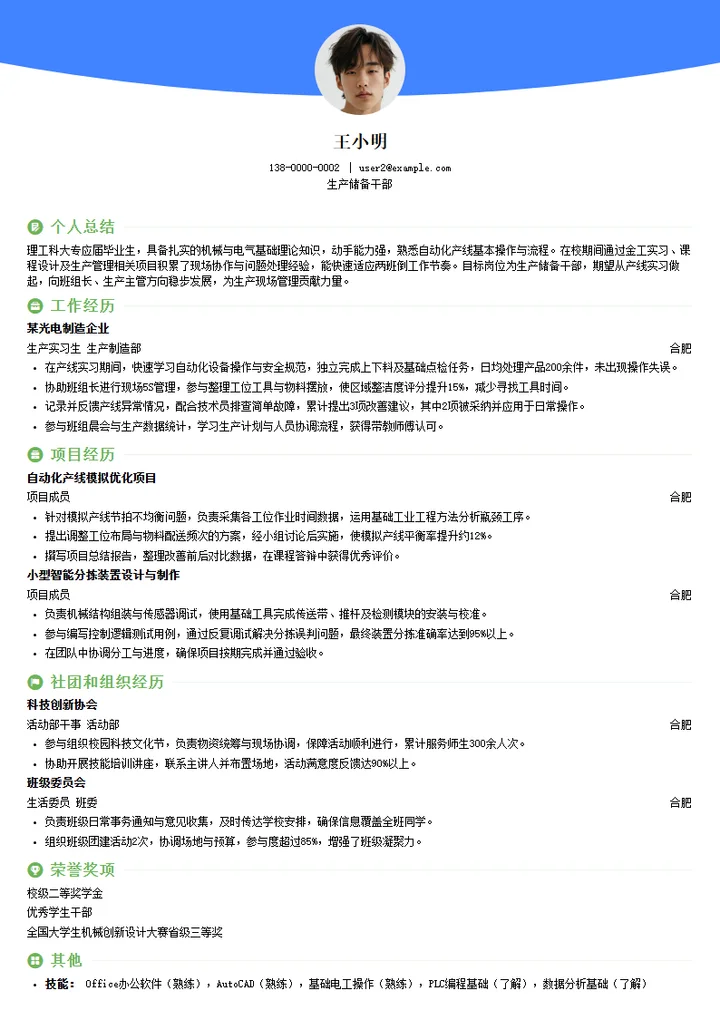 王小明
138-0000-0002 | user2@example.com
生产储备干部
个人总结
理工科大专应届毕业生，具备扎实的机械与电气基础理论知识，动手能力强，熟悉自动化产线基本操作与流程。在校期间通过金工实习、课
程设计及生产管理相关项目积累了现场协作与问题处理经验，能快速适应两班倒工作节奏。目标岗位为生产储备干部，期望从产线实习做
起，向班组长、生产主管方向稳步发展，为生产现场管理贡献力量。
工作经历
某光电制造企业
生产实习生 生产制造部 合肥
• 在产线实习期间，快速学习自动化设备操作与安全规范，独立完成上下料及基础点检任务，日均处理产品200余件，未出现操作失误。
• 协助班组长进行现场5S管理，参与整理工位工具与物料摆放，使区域整洁度评分提升15%，减少寻找工具时间。
• 记录并反馈产线异常情况，配合技术员排查简单故障，累计提出3项改善建议，其中2项被采纳并应用于日常操作。
• 参与班组晨会与生产数据统计，学习生产计划与人员协调流程，获得带教师傅认可。
项目经历
自动化产线模拟优化项目
项目成员 合肥
• 针对模拟产线节拍不均衡问题，负责采集各工位作业时间数据，运用基础工业工程方法分析瓶颈工序。
• 提出调整工位布局与物料配送频次的方案，经小组讨论后实施，使模拟产线平衡率提升约12%。
• 撰写项目总结报告，整理改善前后对比数据，在课程答辩中获得优秀评价。
小型智能分拣装置设计与制作
项目成员 合肥
• 负责机械结构组装与传感器调试，使用基础工具完成传送带、推杆及检测模块的安装与校准。
• 参与编写控制逻辑测试用例，通过反复调试解决分拣误判问题，最终装置分拣准确率达到95%以上。
• 在团队中协调分工与进度，确保项目按期完成并通过验收。
社团和组织经历
科技创新协会
活动部干事 活动部 合肥
• 参与组织校园科技文化节，负责物资统筹与现场协调，保障活动顺利进行，累计服务师生300余人次。
• 协助开展技能培训讲座，联系主讲人并布置场地，活动满意度反馈达90%以上。
班级委员会
生活委员 班委 合肥
• 负责班级日常事务通知与意见收集，及时传达学校安排，确保信息覆盖全班同学。
• 组织班级团建活动2次，协调场地与预算，参与度超过85%，增强了班级凝聚力。
荣誉奖项
校级二等奖学金
优秀学生干部
全国大学生机械创新设计大赛省级三等奖
其他
• 技能： Office办公软件（熟练），AutoCAD（熟练），基础电工操作（熟练），PLC编程基础（了解），数据分析基础（了解）